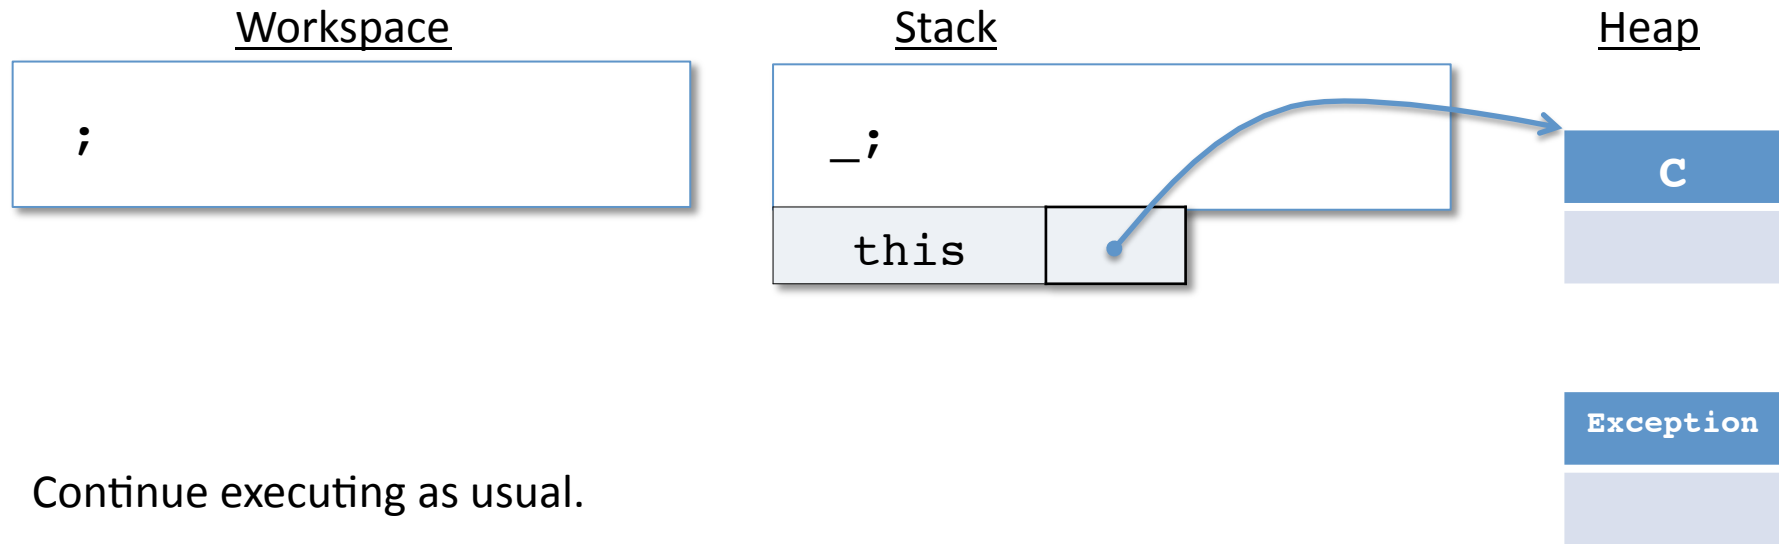 Workspace
Stack
Heap
;
_;
C
this
Exception
Continue executing as usual.